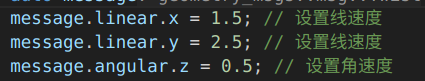 message.linear.x = 1.5; // 设置线速度
message.linear.y = 2.5; // 设置线速度
message.angular.z = 0.5; // 设置角速度